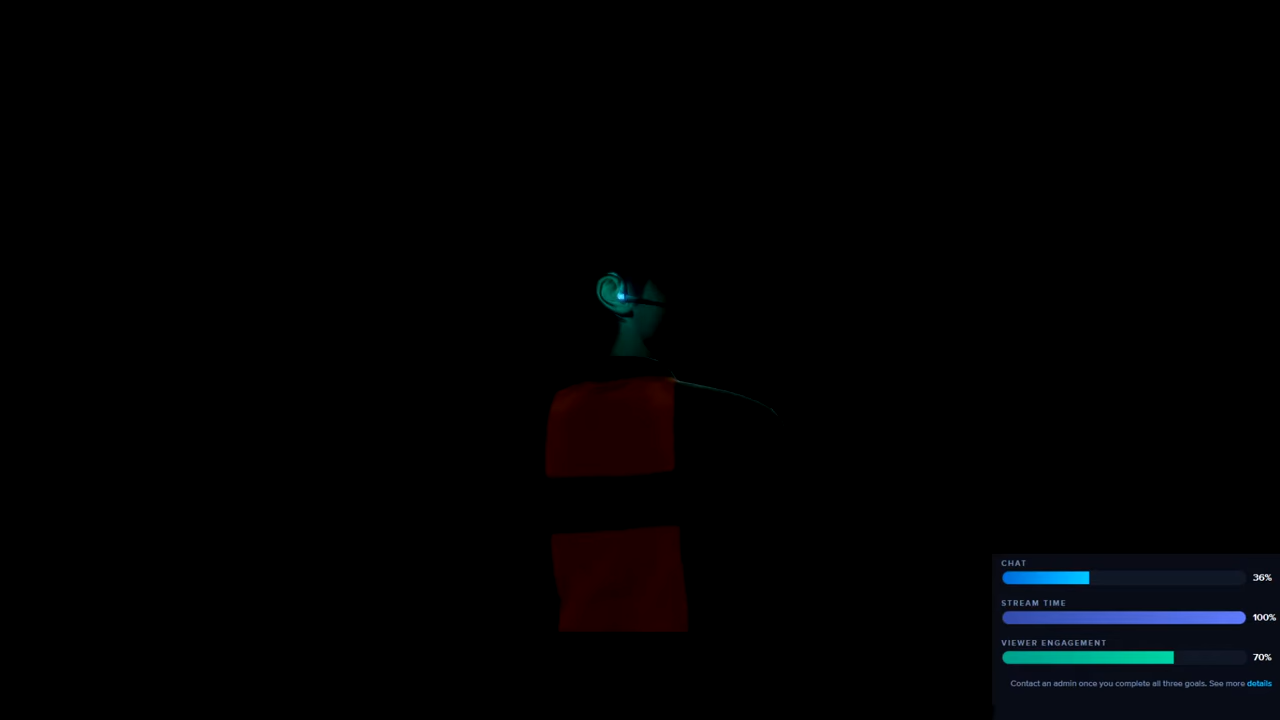 CHAT
36%
STREAM TIME
100%
VIEWER ENGAGEMENT
70%
Contact an admin once you complete all three goals. See more details